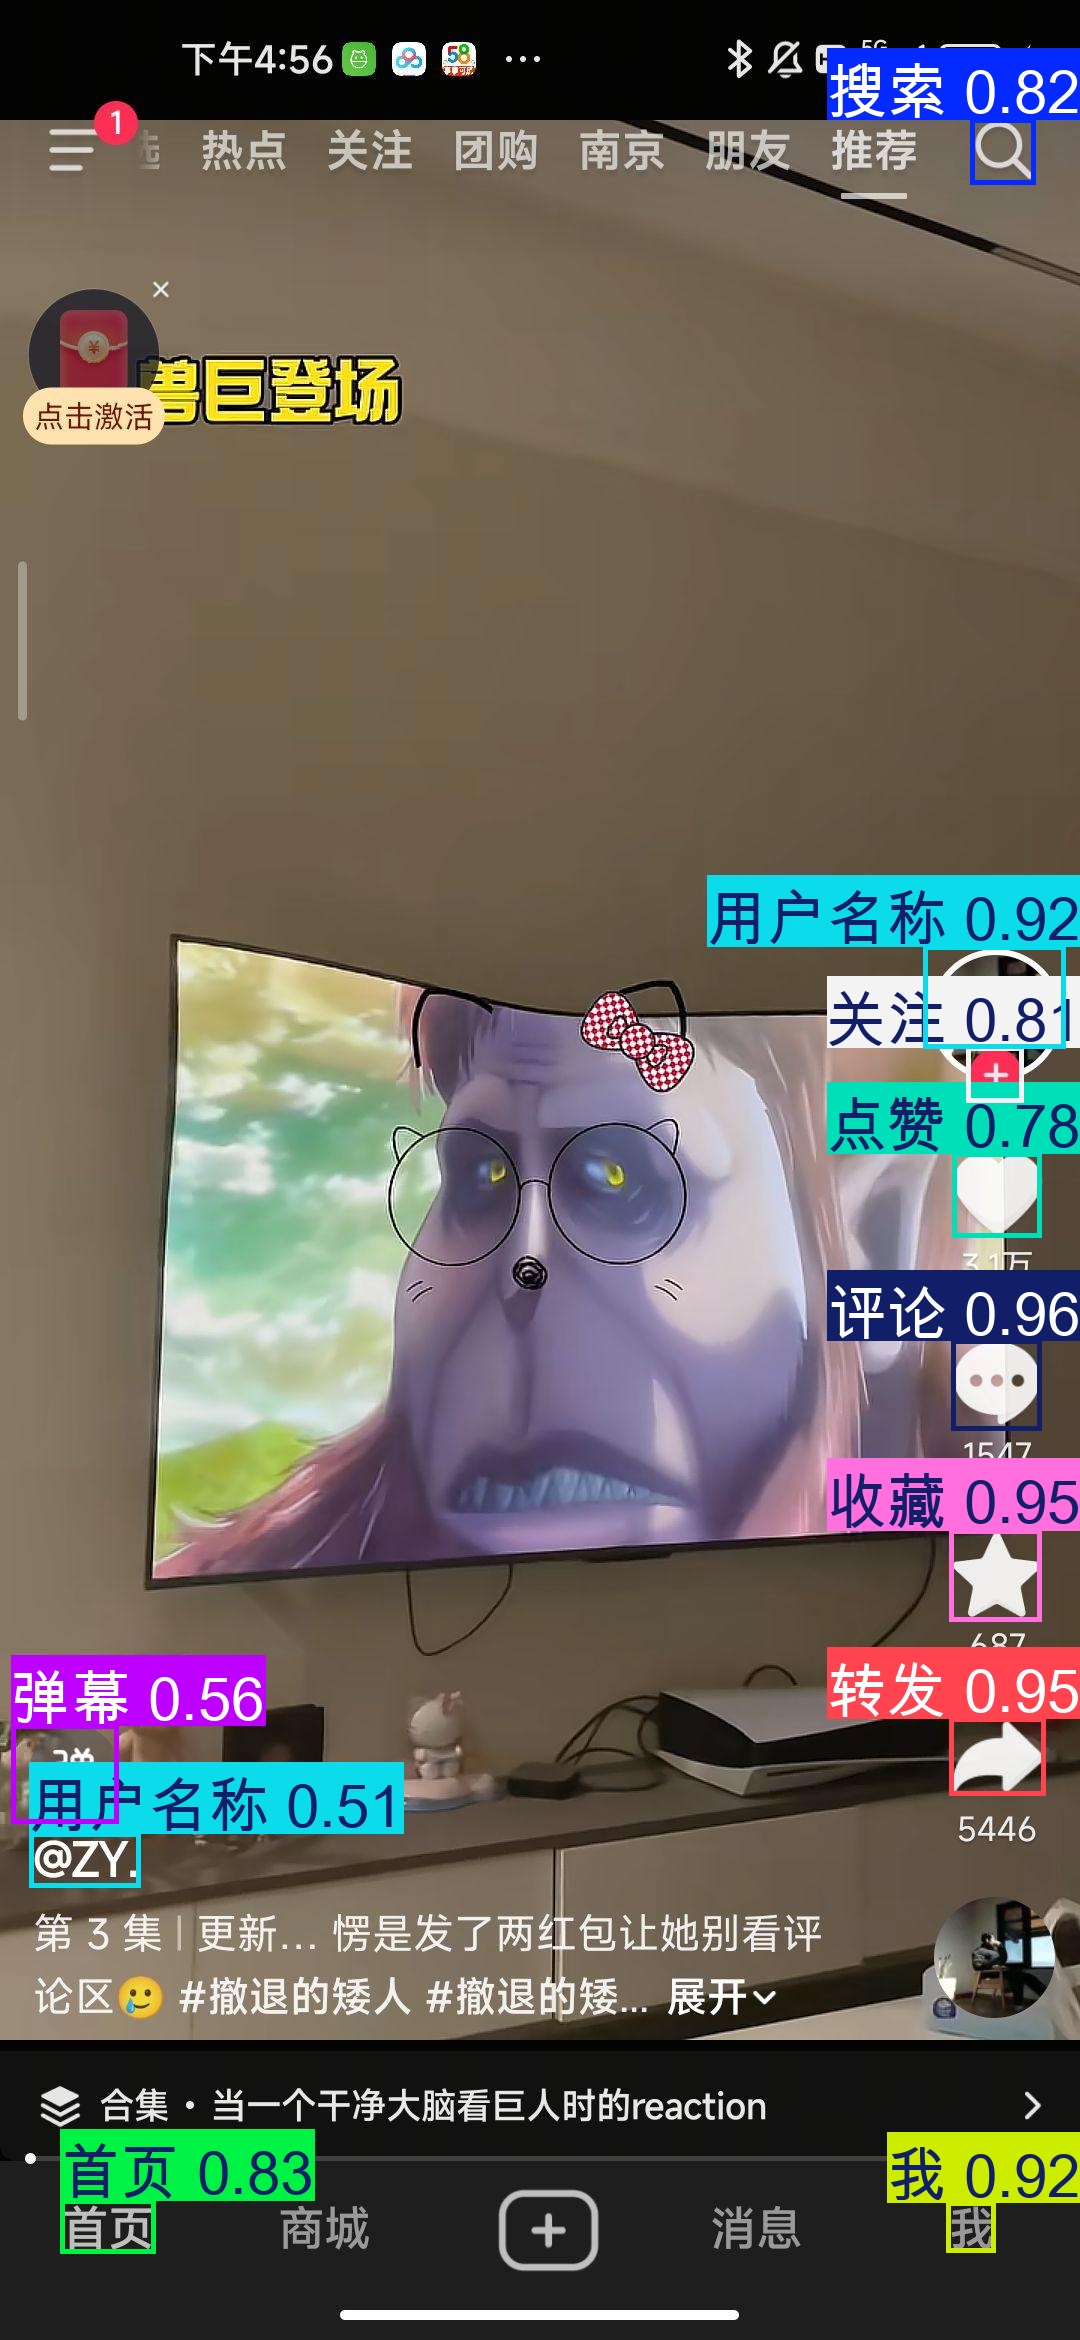 下午4:56 58 ... 5G
搜索 0.82
1
选 热点 关注 团购 南京 朋友 推荐
兽巨登场
点击激活
用户名称 0.92
关注 0.81
点赞 0.78
3.1万
评论 0.96
1547
收藏 0.95
687
转发 0.95
5446
弹幕 0.56
弹
用户名称 0.51
@ZY.
第 3 集 | 更新... 愣是发了两红包让她别看评
论区🥲 #撤退的矮人 #撤退的矮... 展开
合集 · 当一个干净大脑看巨人时的reaction
首页 0.83
我 0.92
首页 商城 消息 我